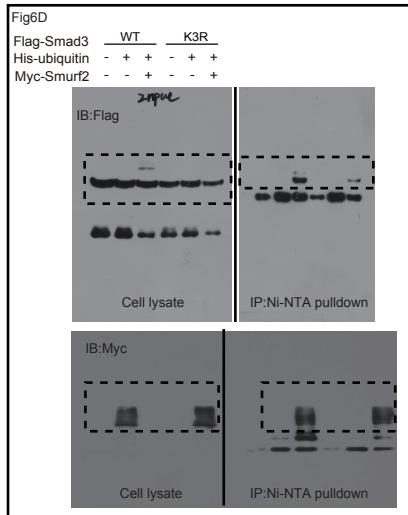 Fig6D
Flag-Smad3 WT K3R
His-ubiquitin - + + - + +
Myc-Smurf2 - - + - - +
Input
IB:Flag
Cell lysate IP:Ni-NTA pulldown
IB:Myc
Cell lysate IP:Ni-NTA pulldown